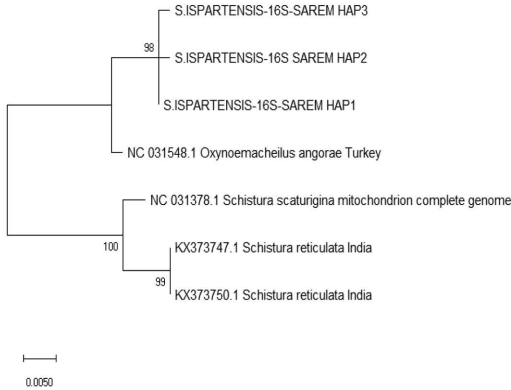 S.ISPARTENSIS-16S-SAREM HAP3
98
S.ISPARTENSIS-16S SAREM HAP2
S.ISPARTENSIS-16S-SAREM HAP1
NC 031548.1 Oxynoemacheilus angorae Turkey
NC 031378.1 Schistura scaturigina mitochondrion complete genome
100
KX373747.1 Schistura reticulata India
99
KX373750.1 Schistura reticulata India
0.0050